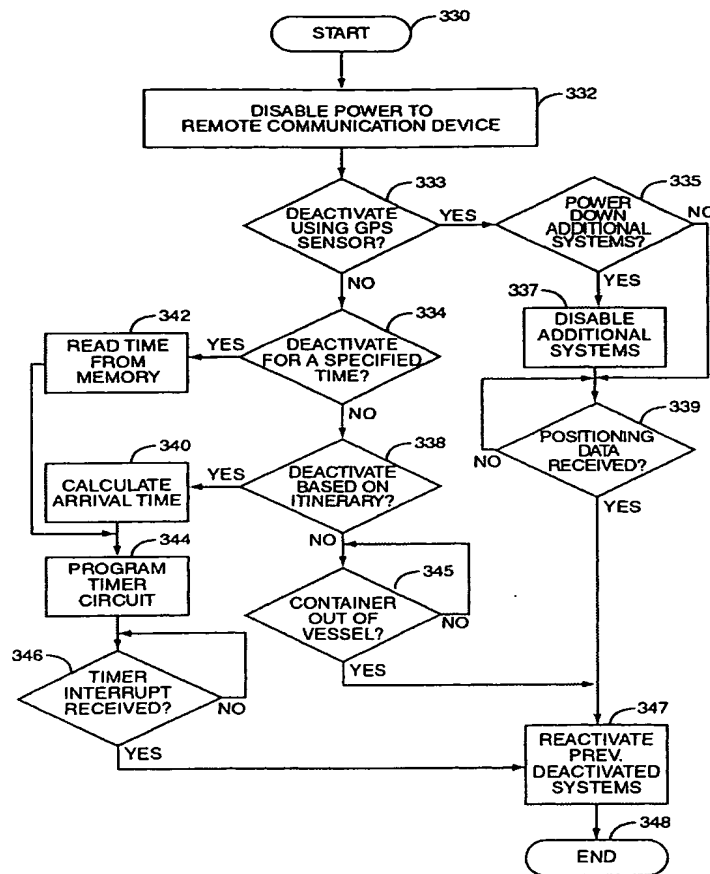 START
330
DISABLE POWER TO
REMOTE COMMUNICATION DEVICE
332
DEACTIVATE
USING GPS
SENSOR?
333
YES
NO
POWER
DOWN
ADDITIONAL
SYSTEMS?
335
NO
YES
337
DISABLE
ADDITIONAL
SYSTEMS
342
READ TIME
FROM
MEMORY
YES
DEACTIVATE
FOR A SPECIFIED
TIME?
334
NO
339
POSITIONING
DATA
RECEIVED?
NO
YES
340
CALCULATE
ARRIVAL TIME
YES
DEACTIVATE
BASED ON
ITINERARY?
338
NO
344
PROGRAM
TIMER
CIRCUIT
345
CONTAINER
OUT OF
VESSEL?
NO
YES
346
TIMER
INTERRUPT
RECEIVED?
NO
YES
347
REACTIVATE
PREV.
DEACTIVATED
SYSTEMS
348
END